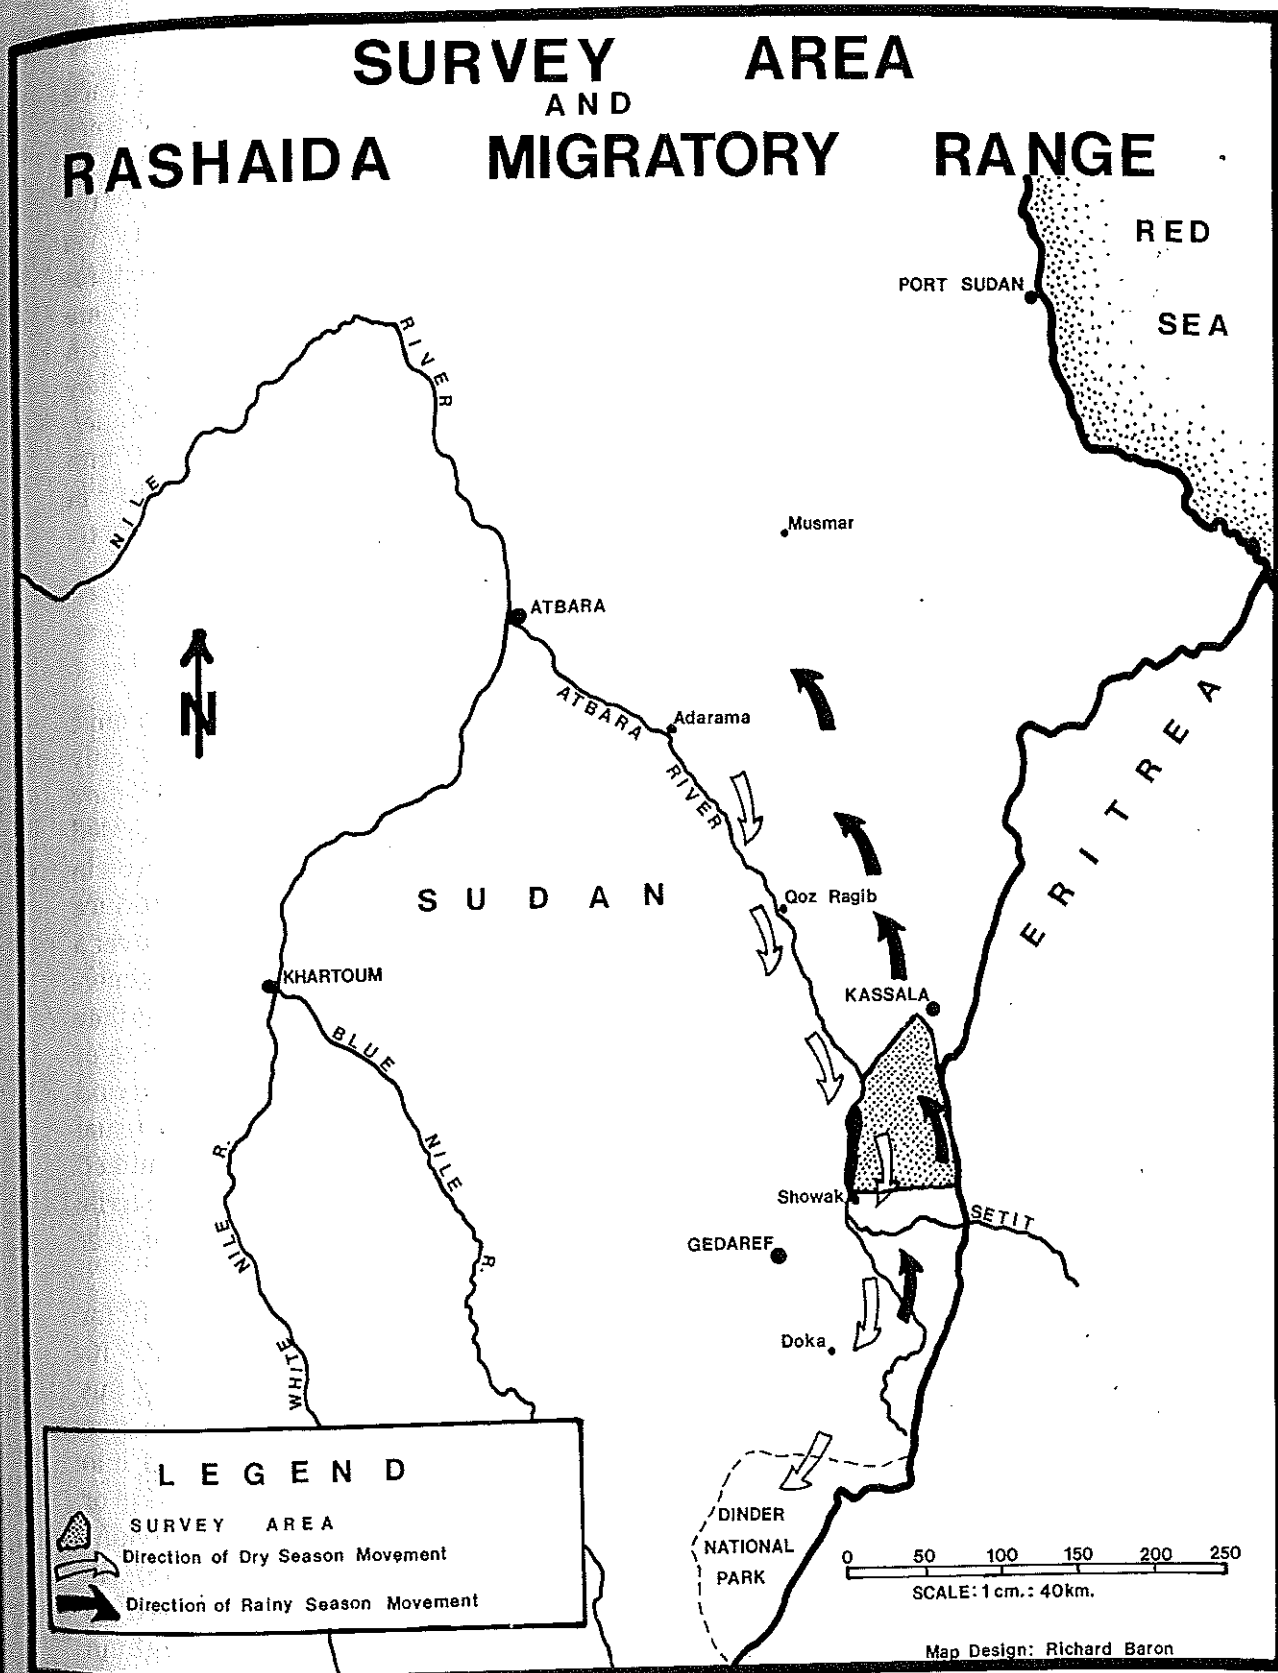 SURVEY AREA
AND
RASHAIDA MIGRATORY RANGE
RED
SEA
PORT SUDAN
NILE RIVER
Musmar
ATBARA
N
ATBARA RIVER
Adarama
ERITREA
SUDAN
Qoz Ragib
KHARTOUM
KASSALA
BLUE NILE R.
WHITE NILE R.
Showak
SETIT
GEDAREF
Doka
DINDER
NATIONAL
PARK
LEGEND
SURVEY AREA
Direction of Dry Season Movement
Direction of Rainy Season Movement
0 50 100 150 200 250
SCALE: 1 cm.: 40km.
Map Design: Richard Baron